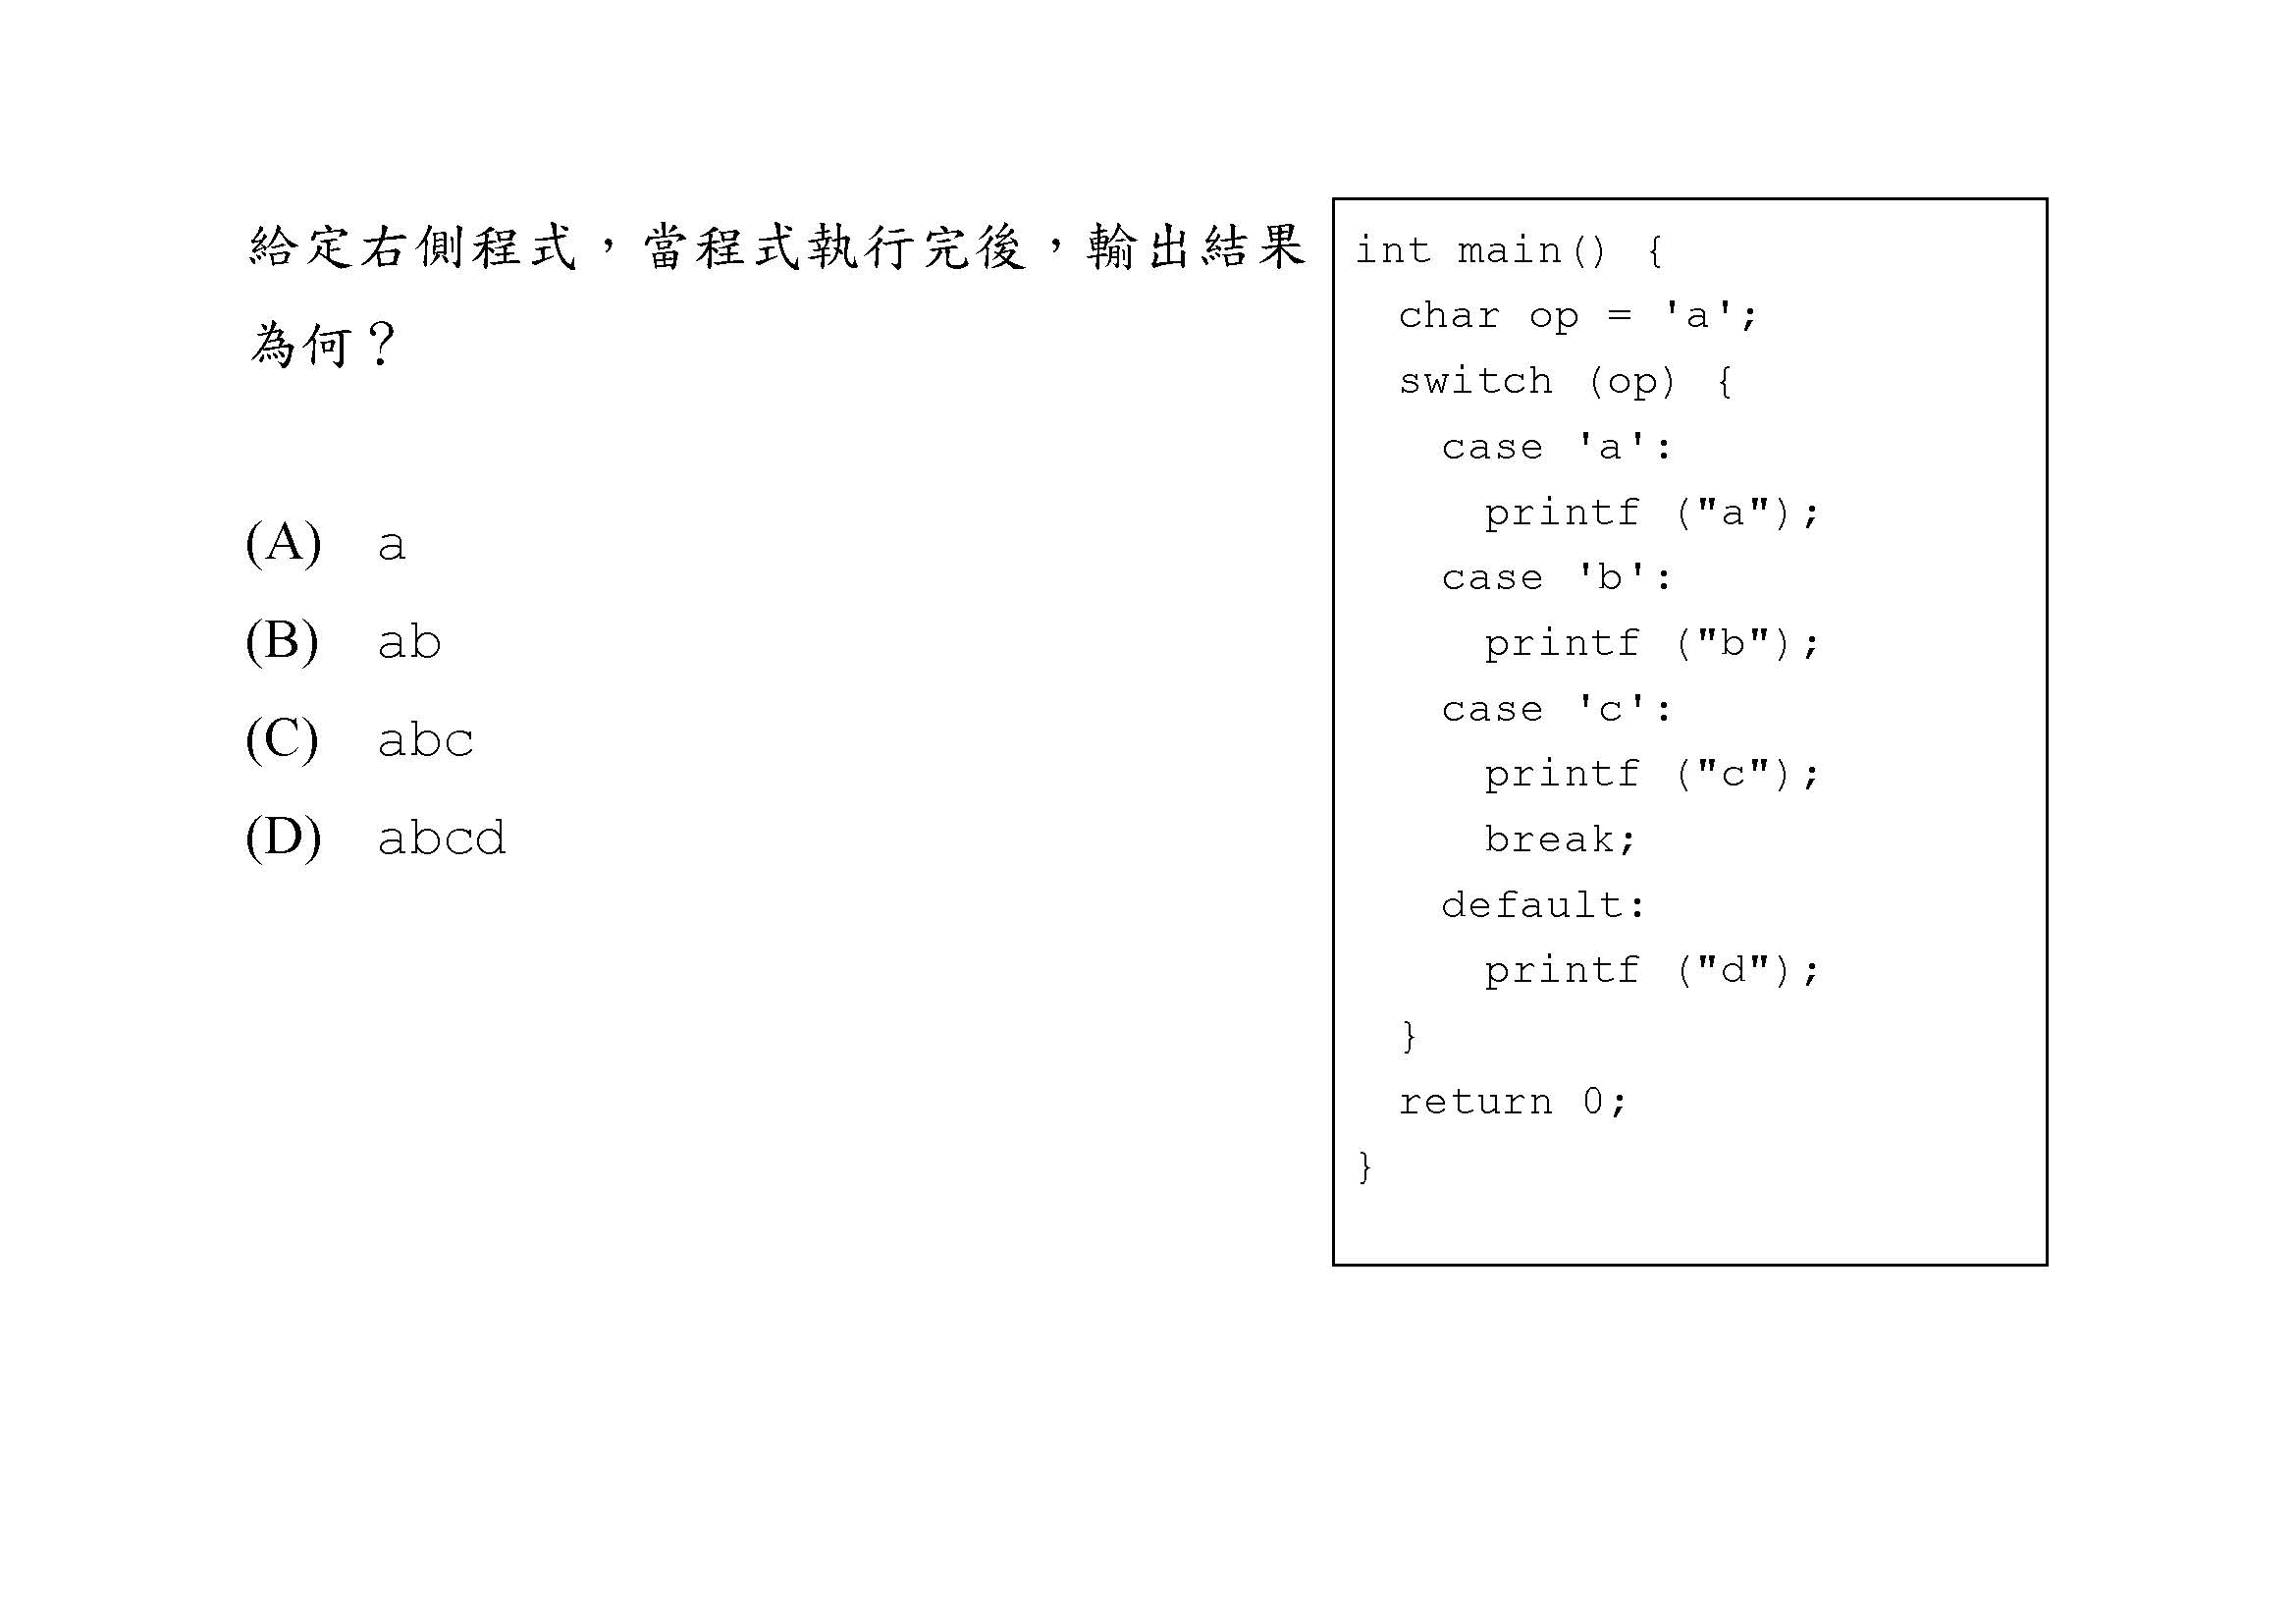 給定右側程式，當程式執行完後，輸出結果
為何？
(A) a
(B) ab
(C) abc
(D) abcd
int main() {
  char op = 'a';
  switch (op) {
    case 'a':
      printf ("a");
    case 'b':
      printf ("b");
    case 'c':
      printf ("c");
      break;
    default:
      printf ("d");
  }
  return 0;
}